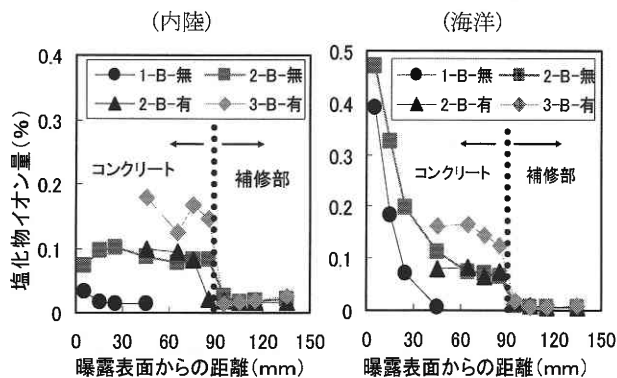 (内陸)
(海洋)
塩化物イオン量(%)
0.4
0.3
0.2
0.1
0
1-B-無
2-B-無
2-B-有
3-B-有
コンクリート
補修部
0 30 60 90 120 150
曝露表面からの距離(mm)
0.5
0.4
0.3
0.2
0.1
0
1-B-無
2-B-無
2-B-有
3-B-有
コンクリート
補修部
0 30 60 90 120 150
曝露表面からの距離(mm)